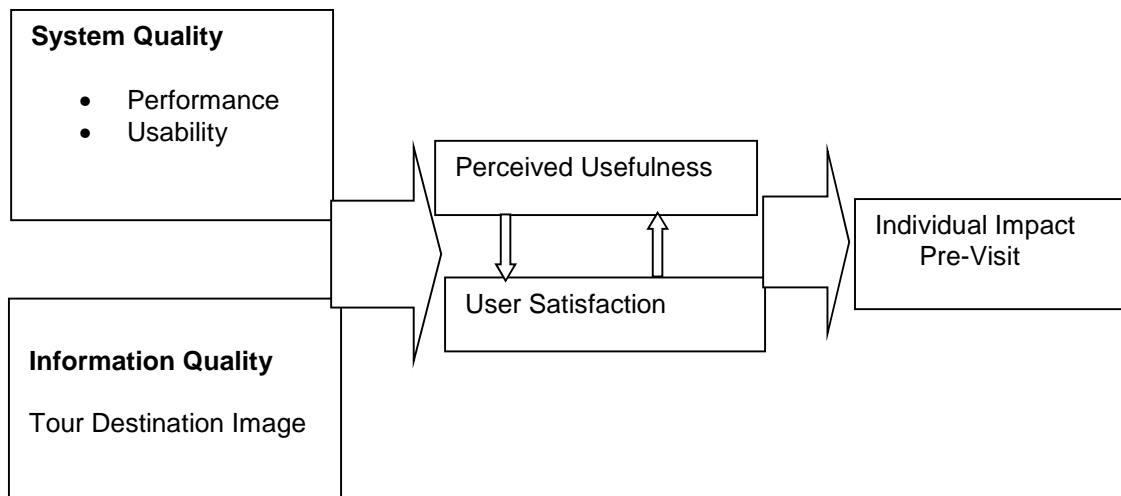 System Quality
• Performance
• Usability
Information Quality
Tour Destination Image
Perceived Usefulness
User Satisfaction
Individual Impact
Pre-Visit